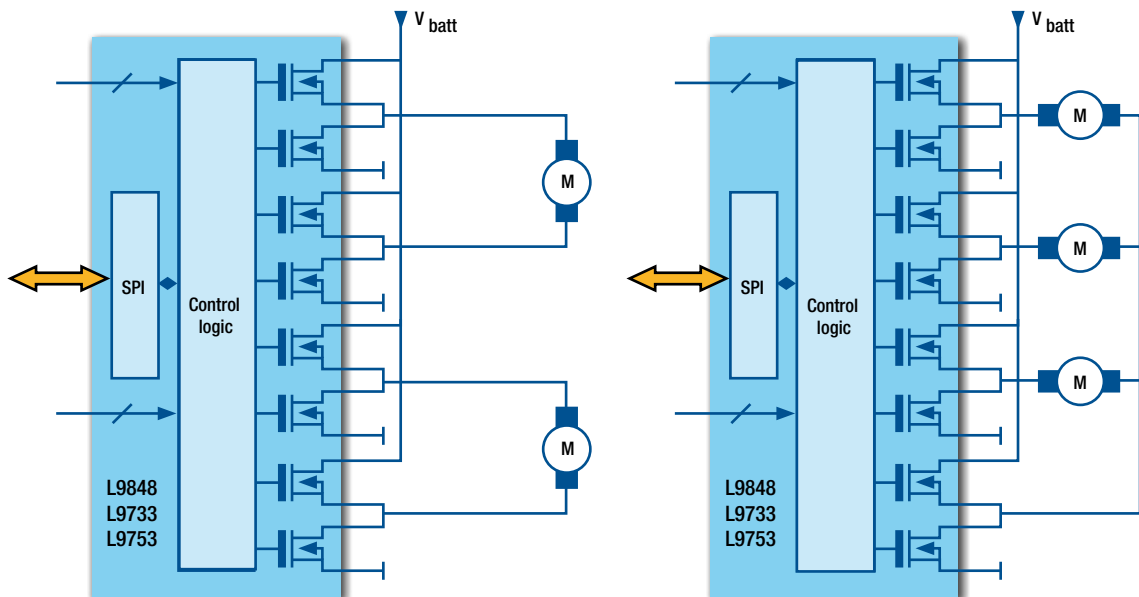 V batt
M
SPI
Control
logic
M
L9848
L9733
L9753
V batt
M
M
SPI
Control
logic
M
L9848
L9733
L9753